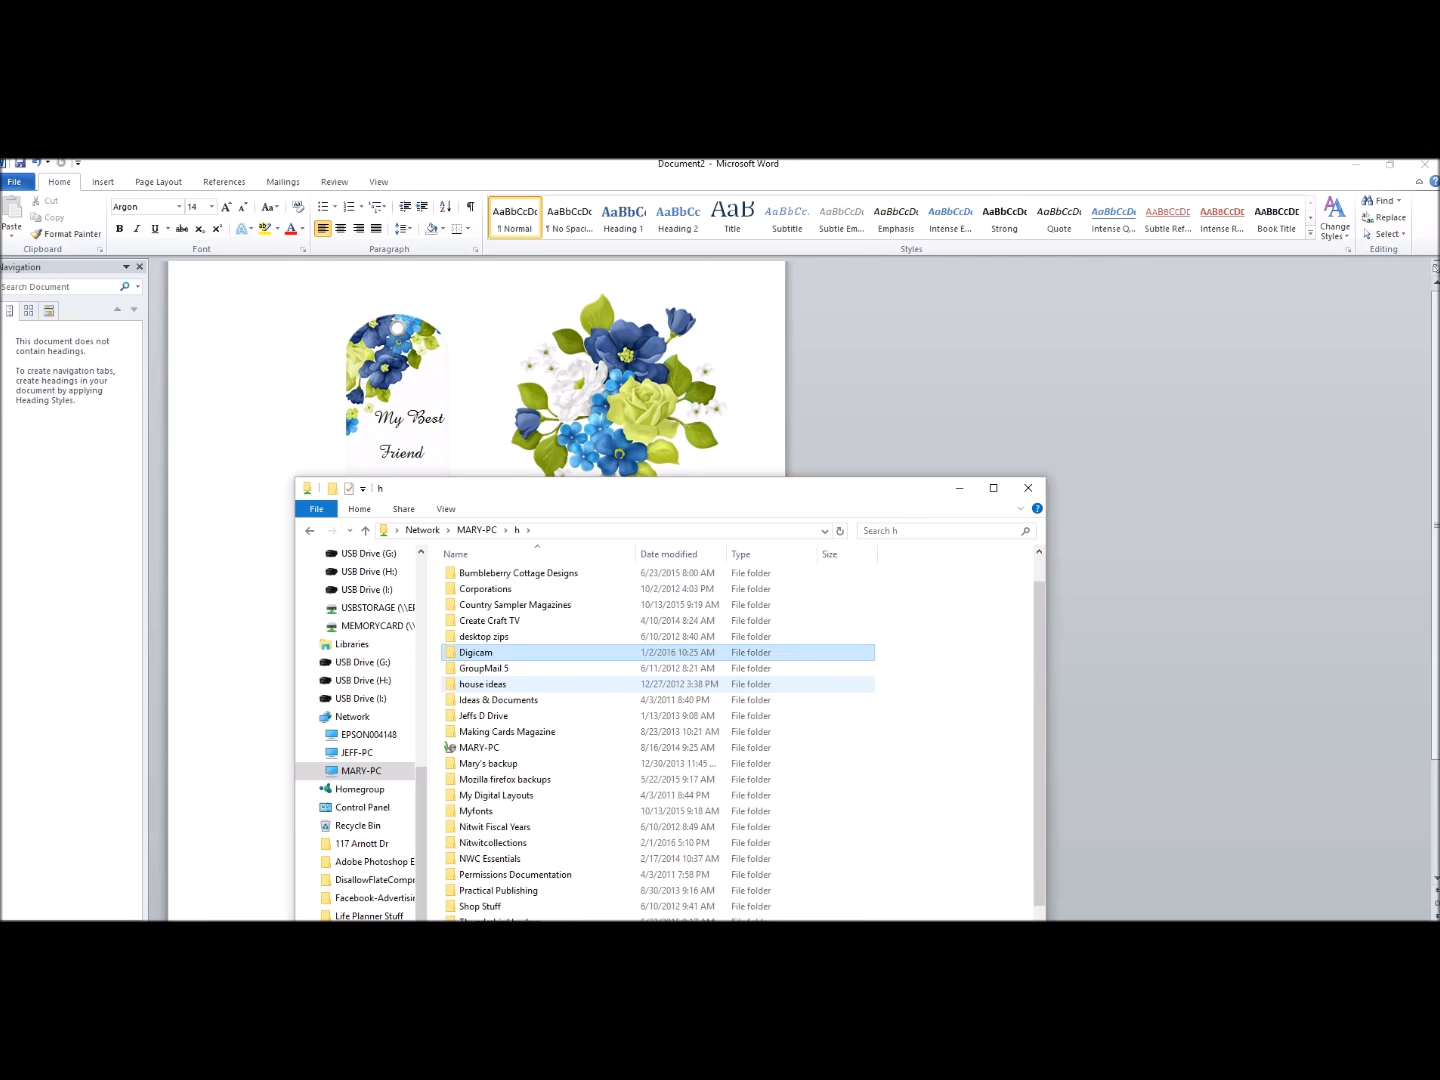 Document2 - Microsoft Word
File Home Insert Page Layout References Mailings Review View
Paste
Cut
Copy
Format Painter
Clipboard
Argon 14
Font
Paragraph
AaBbCcDc ¶ Normal
AaBbCcDc ¶ No Spaci...
AaBbC( Heading 1
AaBbCc Heading 2
AaB Title
AaBbCc. Subtitle
AaBbCcDi Subtle Em...
AaBbCcDi Emphasis
AaBbCcDi Intense E...
AaBbCcDc Strong
AaBbCcDi Quote
AaBbCcDi Intense Q...
AaBbCcDc Subtle Ref...
AaBbCcDc Intense R...
AaBbCcDc Book Title
Change Styles
Styles
Find
Replace
Select
Editing
Navigation
Search Document
This document does not
contain headings.
To create navigation tabs,
create headings in your
document by applying
Heading Styles.
My Best
Friend
h
File Home Share View
Network > MARY-PC > h >
Search h
USB Drive (G:)
USB Drive (H:)
USB Drive (I:)
USBSTORAGE (\\EF
MEMORYCARD (\\
Libraries
USB Drive (G:)
USB Drive (H:)
USB Drive (I:)
Network
EPSON004148
JEFF-PC
MARY-PC
Homegroup
Control Panel
Recycle Bin
117 Arnott Dr
Adobe Photoshop E
DisallowFlateCompr
Facebook-Advertisi
Life Planner Stuff
Name Date modified Type Size
Bumbleberry Cottage Designs 6/23/2015 8:00 AM File folder
Corporations 10/2/2012 4:03 PM File folder
Country Sampler Magazines 10/13/2015 9:19 AM File folder
Create Craft TV 4/10/2014 8:24 AM File folder
desktop zips 6/10/2012 8:40 AM File folder
Digicam 1/2/2016 10:25 AM File folder
GroupMail 5 6/11/2012 8:21 AM File folder
house ideas 12/27/2012 3:38 PM File folder
Ideas & Documents 4/3/2011 8:40 PM File folder
Jeffs D Drive 1/13/2013 9:08 AM File folder
Making Cards Magazine 8/23/2013 10:21 AM File folder
MARY-PC 8/16/2014 9:25 AM File folder
Mary's backup 12/30/2013 11:45 ... File folder
Mozilla firefox backups 5/22/2015 9:17 AM File folder
My Digital Layouts 4/3/2011 8:44 PM File folder
Myfonts 10/13/2015 9:18 AM File folder
Nitwit Fiscal Years 6/10/2012 8:49 AM File folder
Nitwitcollections 2/1/2016 5:10 PM File folder
NWC Essentials 2/17/2014 10:37 AM File folder
Permissions Documentation 4/3/2011 7:58 PM File folder
Practical Publishing 8/30/2013 9:16 AM File folder
Shop Stuff 6/10/2012 9:41 AM File folder